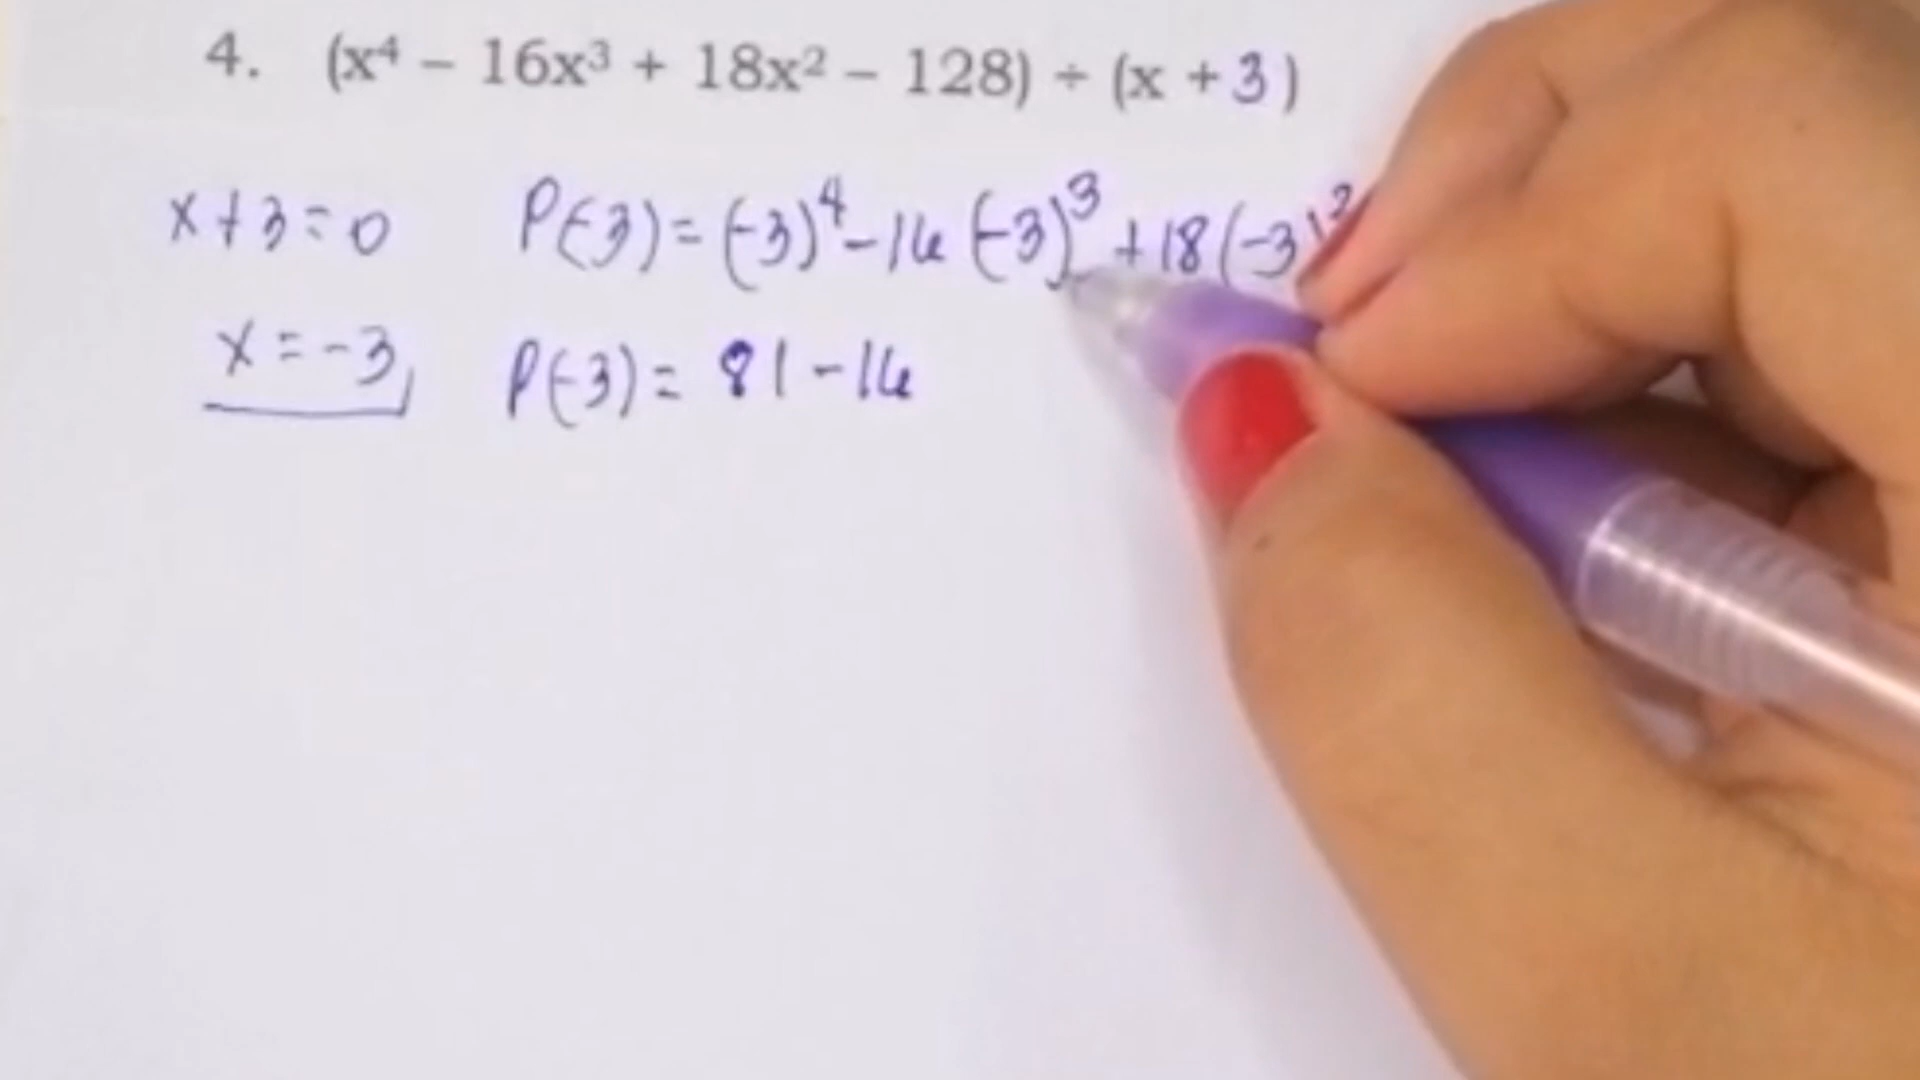 4. (x⁴ – 16x³ + 18x² – 128) ÷ (x + 3)
x + 3 = 0 P(-3) = (-3)⁴ - 16 (-3)³ + 18 (-3)²
x = -3 P(-3) = 81 - 16